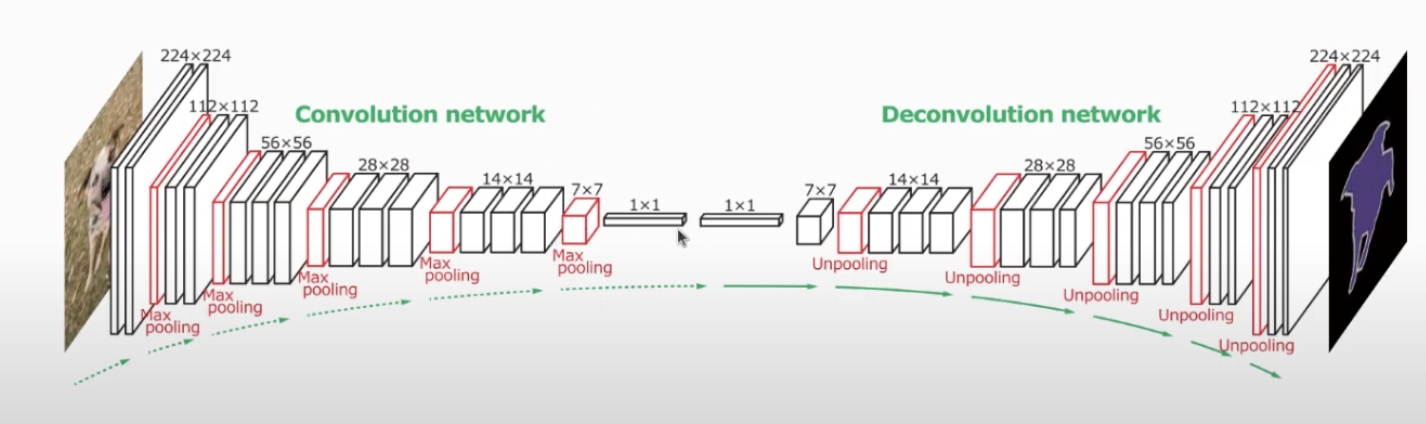 224×224
112×112
56×56
28×28
14×14
7×7
1×1
1×1
7×7
14×14
28×28
56×56
112×112
224×224
Convolution network
Deconvolution network
Max
pooling
Max
pooling
Max
pooling
Max
pooling
Max
pooling
Unpooling
Unpooling
Unpooling
Unpooling
Unpooling